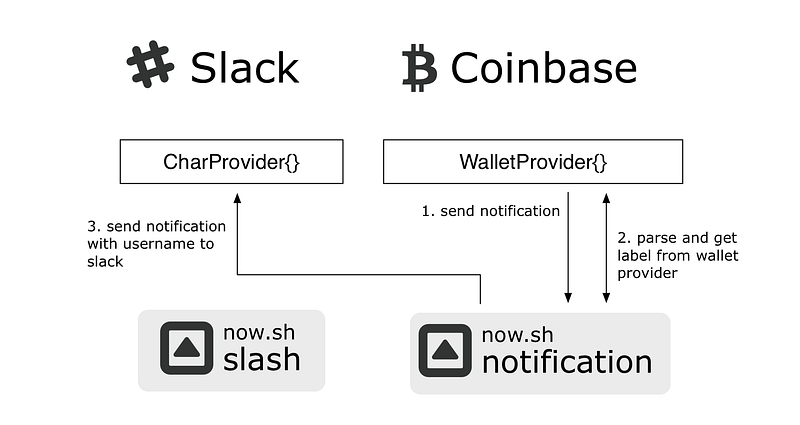 Slack
Coinbase
CharProvider{}
WalletProvider{}
1. send notification
3. send notification
with username to
slack
2. parse and get
label from wallet
provider
now.sh
slash
now.sh
notification